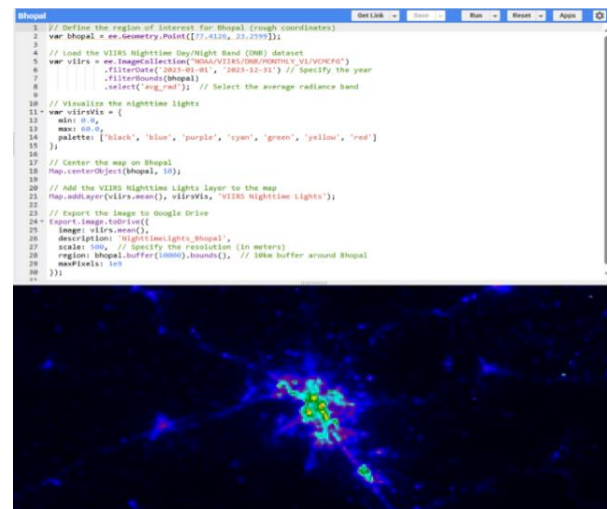 Bhopal
Get Link Save Run Reset Apps
1 // Define the region of interest for Bhopal (rough coordinates)
2 var bhopal = ee.Geometry.Point([77.4126, 23.2599]);
3
4 // Load the VIIRS Nighttime Day/Night Band (DNB) dataset
5 var viirs = ee.ImageCollection("NOAA/VIIRS/DNB/MONTHLY_V1/VCMCFG")
6 .filterDate('2023-01-01', '2023-12-31') // Specify the year
7 .filterBounds(bhopal)
8 .select('avg_rad'); // Select the average radiance band
9
10 // Visualize the nighttime lights
11 var viirsVis = {
12 min: 0.0,
13 max: 60.0,
14 palette: ['black', 'blue', 'purple', 'cyan', 'green', 'yellow', 'red']
15 };
16
17 // Center the map on Bhopal
18 Map.centerObject(bhopal, 10);
19
20 // Add the VIIRS Nighttime Lights layer to the map
21 Map.addLayer(viirs.mean(), viirsVis, 'VIIRS Nighttime Lights');
22
23 // Export the image to Google Drive
24 Export.image.toDrive({
25 image: viirs.mean(),
26 description: 'NighttimeLights_Bhopal',
27 scale: 500, // Specify the resolution (in meters)
28 region: bhopal.buffer(10000).bounds(), // 10km buffer around Bhopal
29 maxPixels: 1e9
30 });